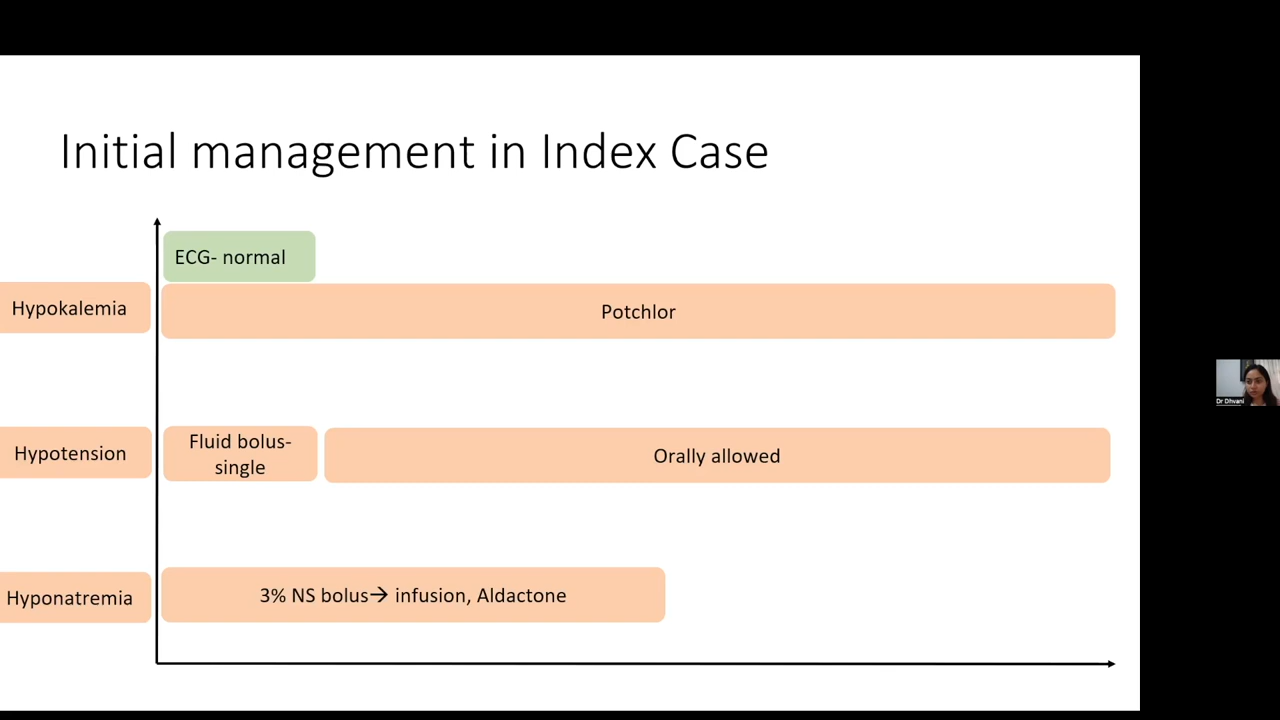 Initial management in Index Case
ECG- normal
Hypokalemia
Potchlor
Hypotension
Fluid bolus-
single
Orally allowed
Hyponatremia
3% NS bolus→ infusion, Aldactone
Dr Dhvani